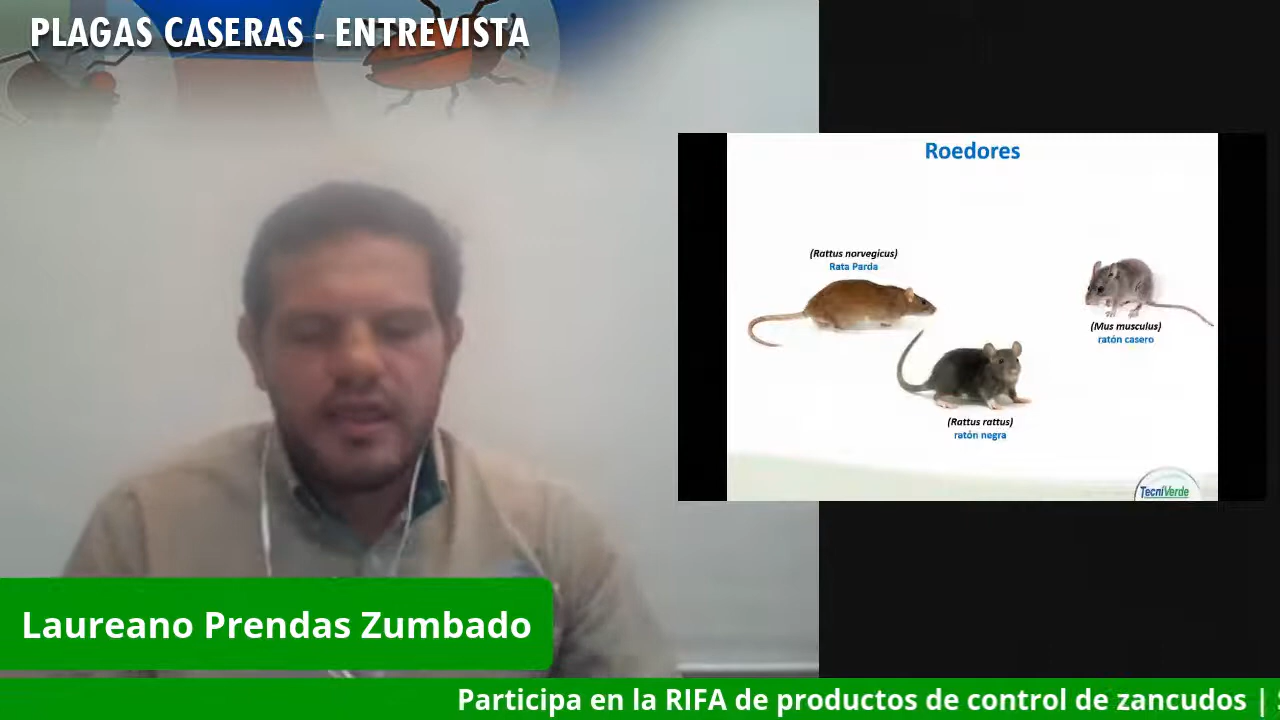 PLAGAS CASERAS - ENTREVISTA
Roedores
(Rattus norvegicus)
Rata Parda
(Mus musculus)
ratón casero
(Rattus rattus)
ratón negra
TecniVerde
Laureano Prendas Zumbado
Participa en la RIFA de productos de control de zancudos |